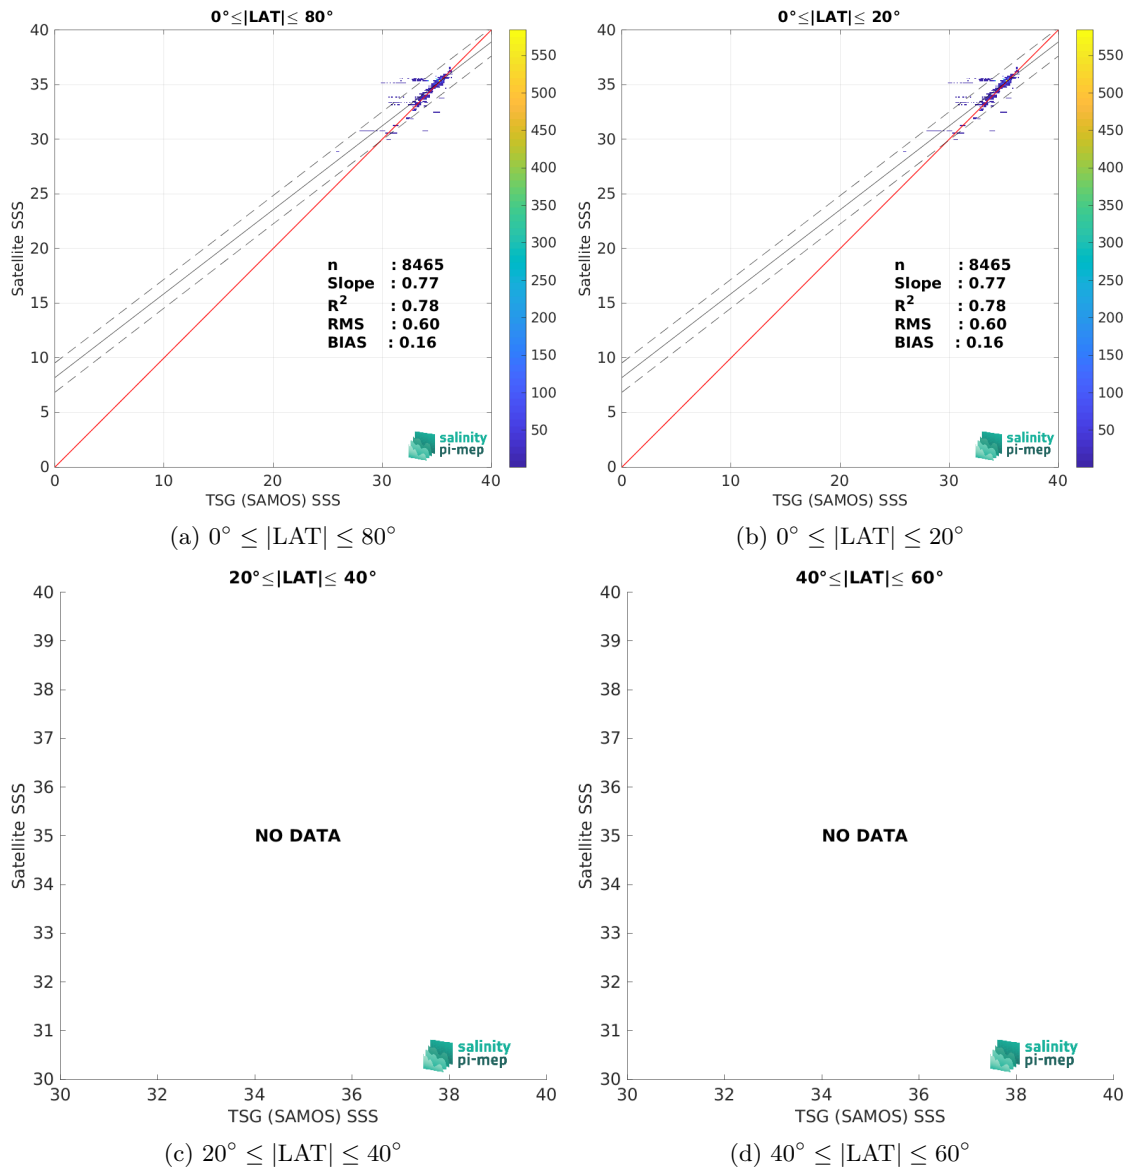 0°≤|LAT|≤ 80°
40
35
30
25
20
15
10
5
0
Satellite SSS
0
10
20
30
40
TSG (SAMOS) SSS
n : 8465
Slope : 0.77
R² : 0.78
RMS : 0.60
BIAS : 0.16
salinity
pi-mep
550
500
450
400
350
300
250
200
150
100
50
(a) 0° ≤ |LAT| ≤ 80°
0°≤|LAT|≤ 20°
40
35
30
25
20
15
10
5
0
Satellite SSS
0
10
20
30
40
TSG (SAMOS) SSS
n : 8465
Slope : 0.77
R² : 0.78
RMS : 0.60
BIAS : 0.16
salinity
pi-mep
550
500
450
400
350
300
250
200
150
100
50
(b) 0° ≤ |LAT| ≤ 20°
20°≤|LAT|≤ 40°
40
39
38
37
36
35
34
33
32
31
30
Satellite SSS
NO DATA
salinity
pi-mep
30
32
34
36
38
40
TSG (SAMOS) SSS
(c) 20° ≤ |LAT| ≤ 40°
40°≤|LAT|≤ 60°
40
39
38
37
36
35
34
33
32
31
30
Satellite SSS
NO DATA
salinity
pi-mep
30
32
34
36
38
40
TSG (SAMOS) SSS
(d) 40° ≤ |LAT| ≤ 60°